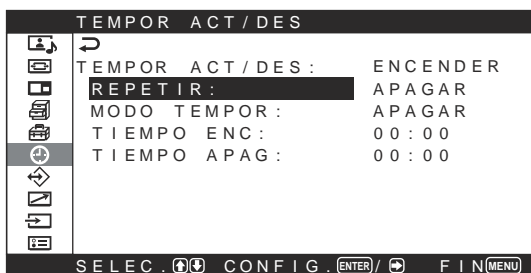 TEMPOR ACT/DES
TEMPOR ACT/DES: ENCENDER
REPETIR: APAGAR
MODO TEMPOR: APAGAR
TIEMPO ENC: 00:00
TIEMPO APAG: 00:00
SELEC. CONFIG. ENTER / FIN MENU